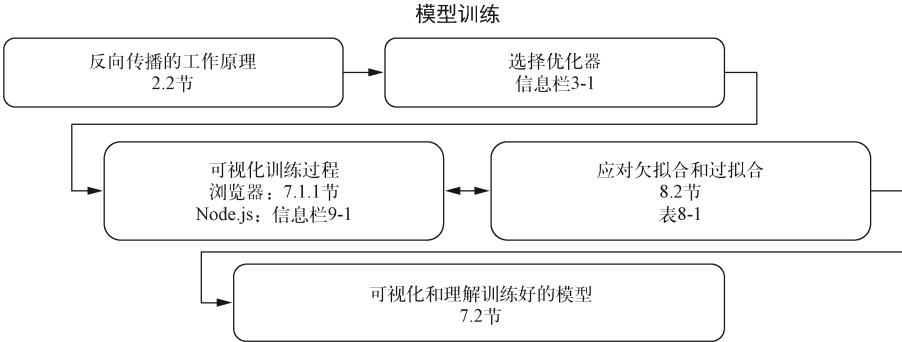 模型训练
反向传播的工作原理
2.2节
选择优化器
信息栏3-1
可视化训练过程
浏览器：7.1.1节
Node.js：信息栏9-1
应对欠拟合和过拟合
8.2节
表8-1
可视化和理解训练好的模型
7.2节